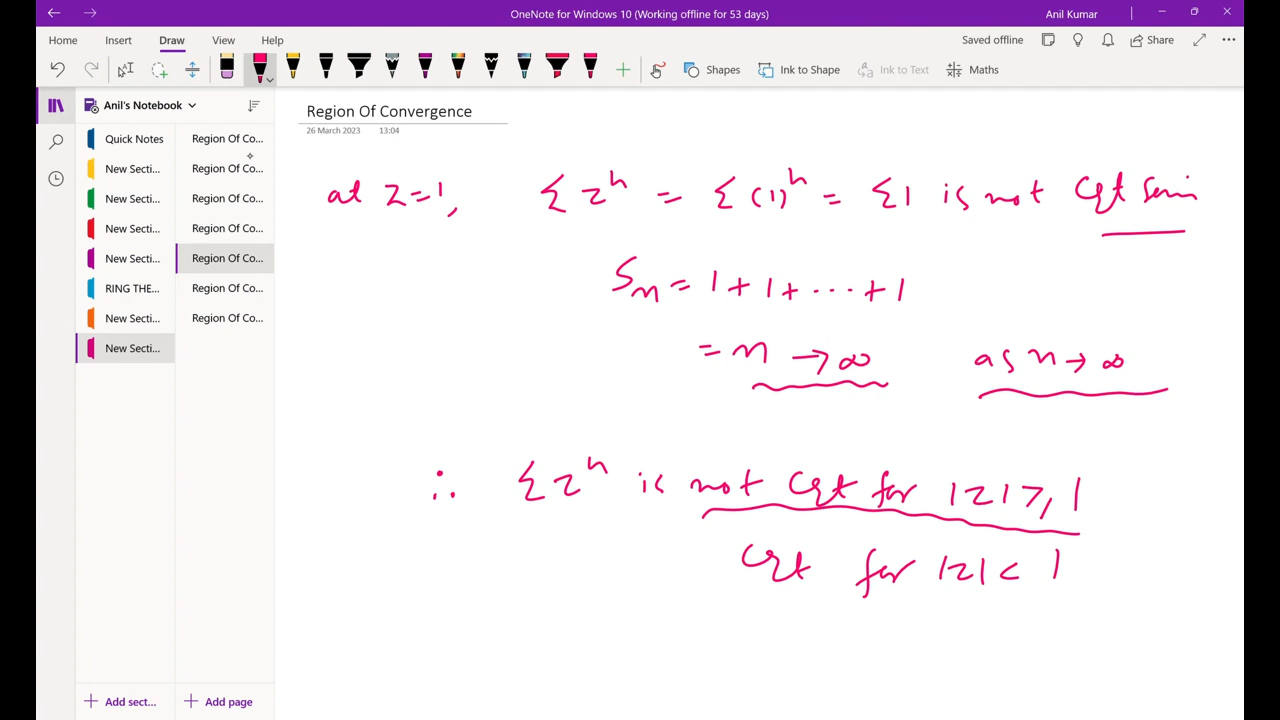 OneNote for Windows 10 (Working offline for 53 days)
Anil Kumar
Home Insert Draw View Help
Saved offline
Share
Shapes
Ink to Shape
Ink to Text
Maths
Anil's Notebook
Quick Notes
New Secti...
New Secti...
New Secti...
New Secti...
RING THE...
New Secti...
New Secti...
Add sect...
Region Of Co...
Region Of Co...
Region Of Co...
Region Of Co...
Region Of Co...
Region Of Co...
Region Of Co...
Add page
Region Of Convergence
26 March 2023 13:04
at z=1, Σ zⁿ = Σ (1)ⁿ = Σ1 is not Cgt
Sₙ = 1 + 1 + ... + 1
= n → ∞ as n → ∞
∴ Σ zⁿ is not Cgt for |z| ≥ 1
Cgt for |z| < 1